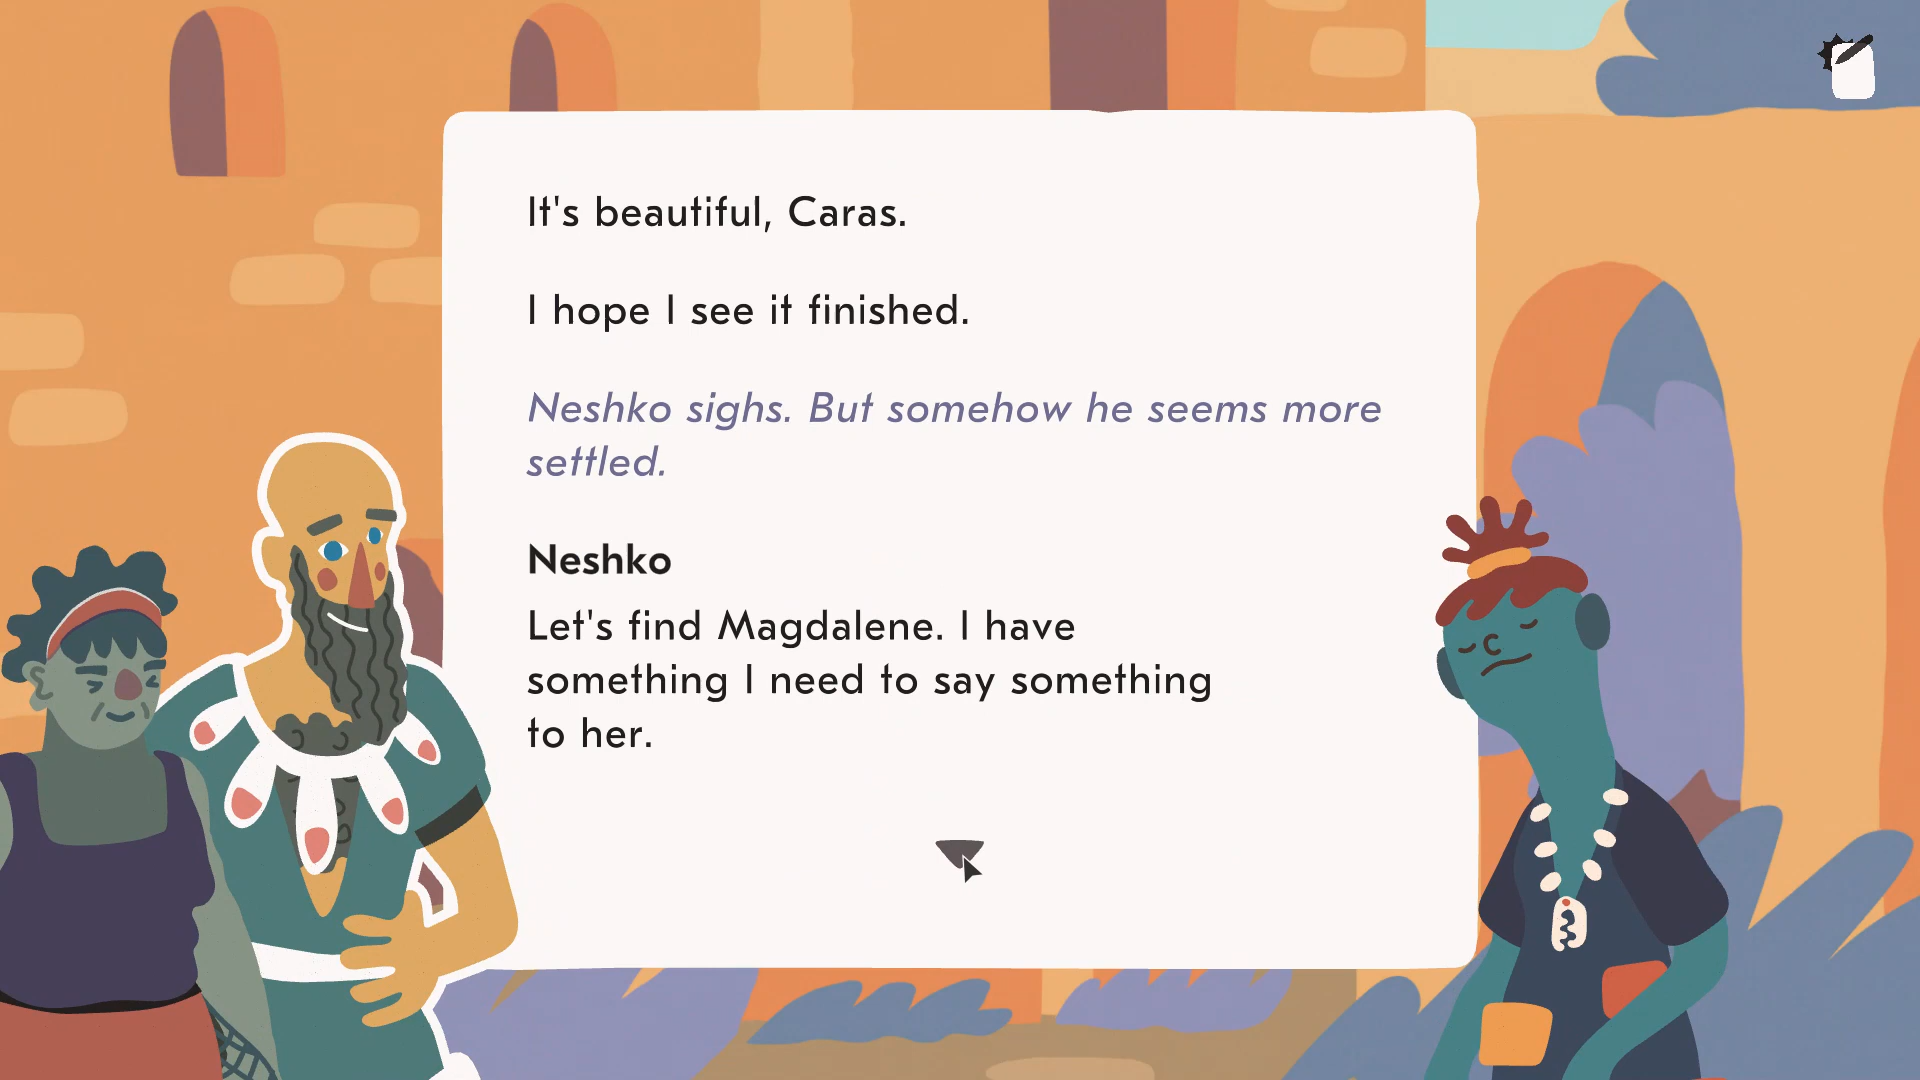 It's beautiful, Caras.
I hope I see it finished.
Neshko sighs. But somehow he seems more
settled.
Neshko
Let's find Magdalene. I have
something I need to say something
to her.